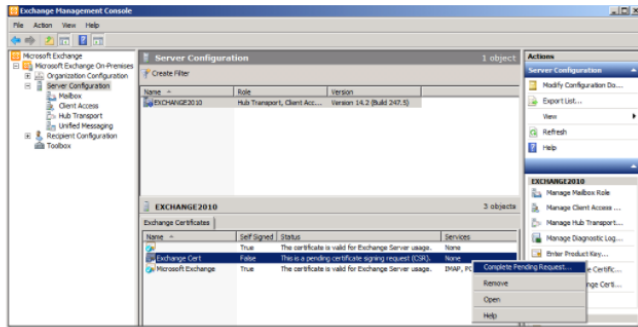 Exchange Management Console
File Action View Help
Microsoft Exchange
Microsoft Exchange On-Premises
Organization Configuration
Server Configuration
Mailbox
Client Access
Hub Transport
Unified Messaging
Recipient Configuration
Toolbox
Server Configuration 1 object
Create Filter
Name Role Version
EXCHANGE2010 Hub Transport, Client Acc... Version 14.2 (Build 247.5)
EXCHANGE2010 3 objects
Exchange Certificates
Name Self Signed Status Services
True The certificate is valid for Exchange Server usage. None
Exchange Cert False This is a pending certificate signing request (CSR). None
Microsoft Exchange True The certificate is valid for Exchange Server usage. IMAP, PO
Complete Pending Request...
Remove
Open
Help
Actions
Server Configuration
Modify Configuration Do...
Export List...
View
Refresh
Help
EXCHANGE2010
Manage Mailbox Role
Manage Client Access ...
Manage Hub Transport...
Manage Diagnostic Log...
Enter Product Key...
e Certific...
nge Certi...